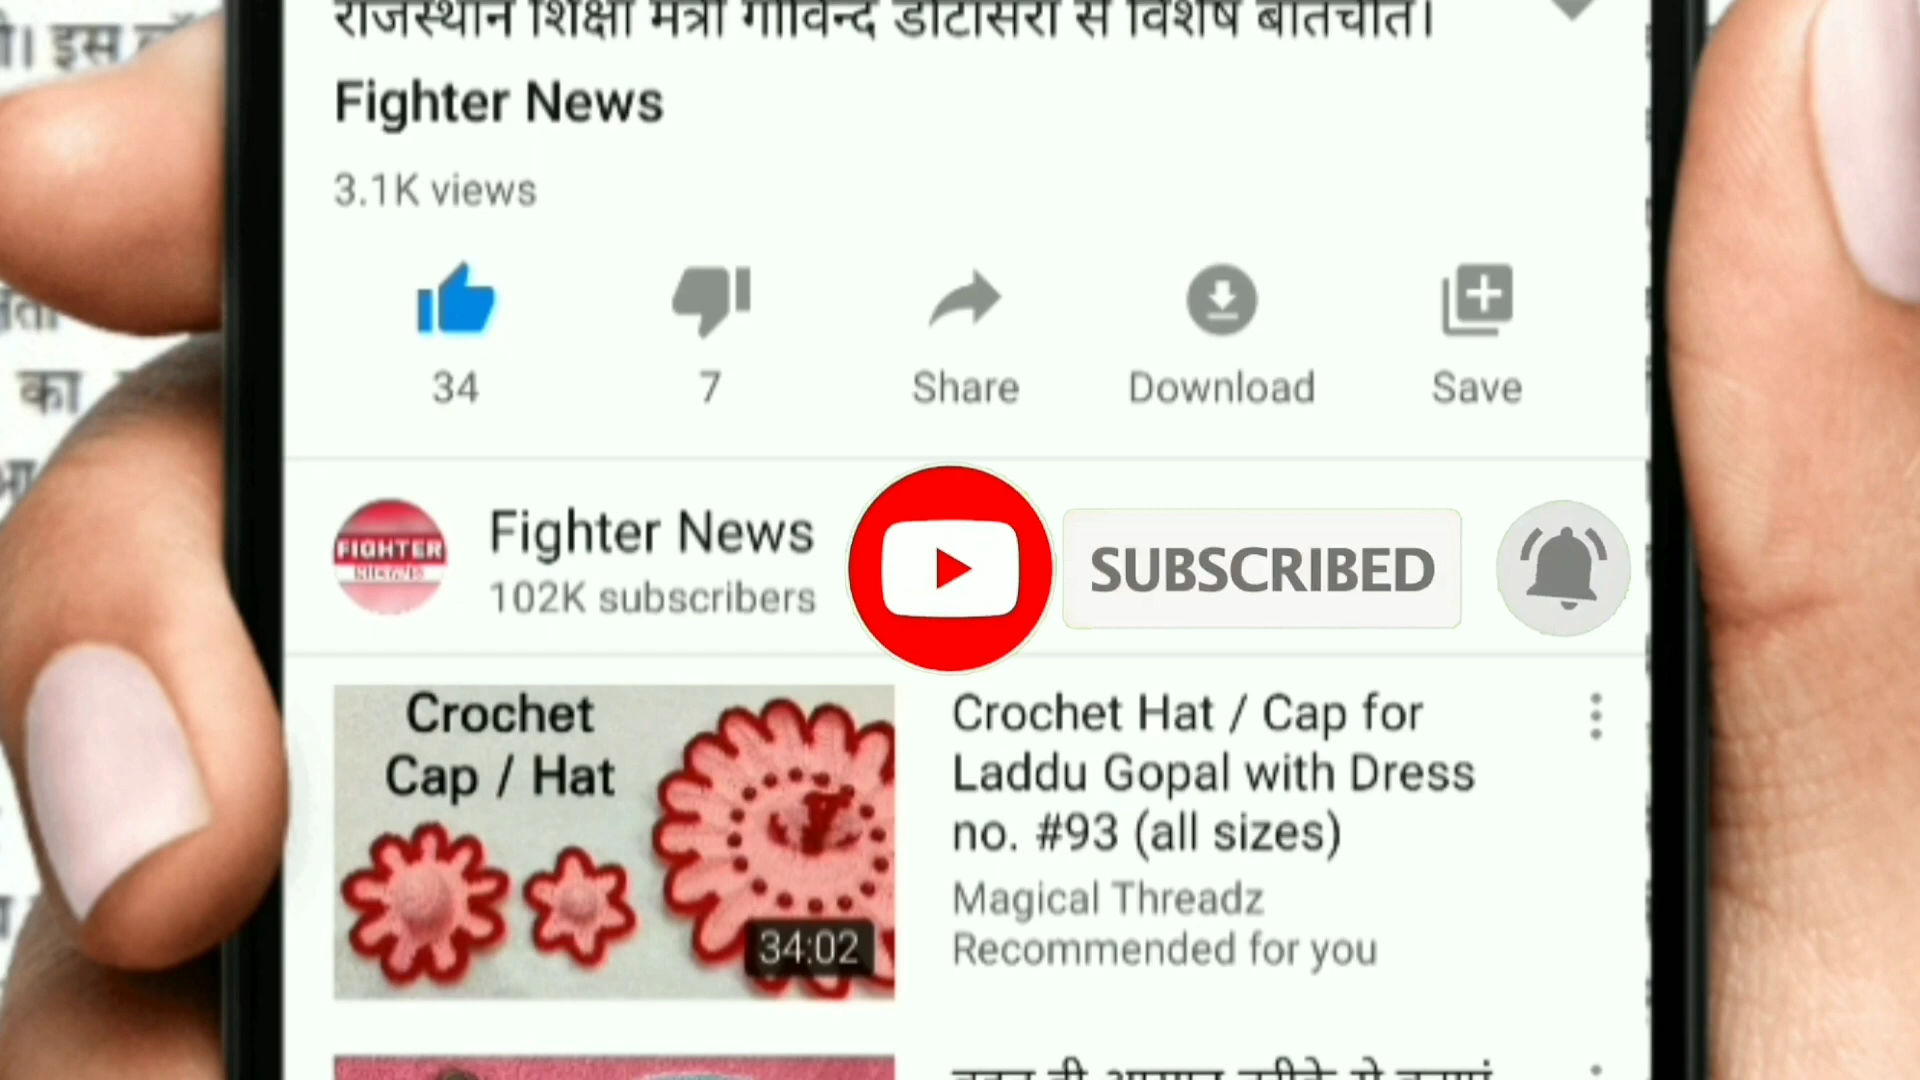 राजस्थान शिक्षा मंत्री गोविन्द डोटासरा से विशेष बातचीत।
Fighter News
3.1K views
34
7
Share
Download
Save
FIGHTER
Fighter News
102K subscribers
SUBSCRIBED
Crochet
Cap / Hat
34:02
Crochet Hat / Cap for
Laddu Gopal with Dress
no. #93 (all sizes)
Magical Threadz
Recommended for you
इस
का